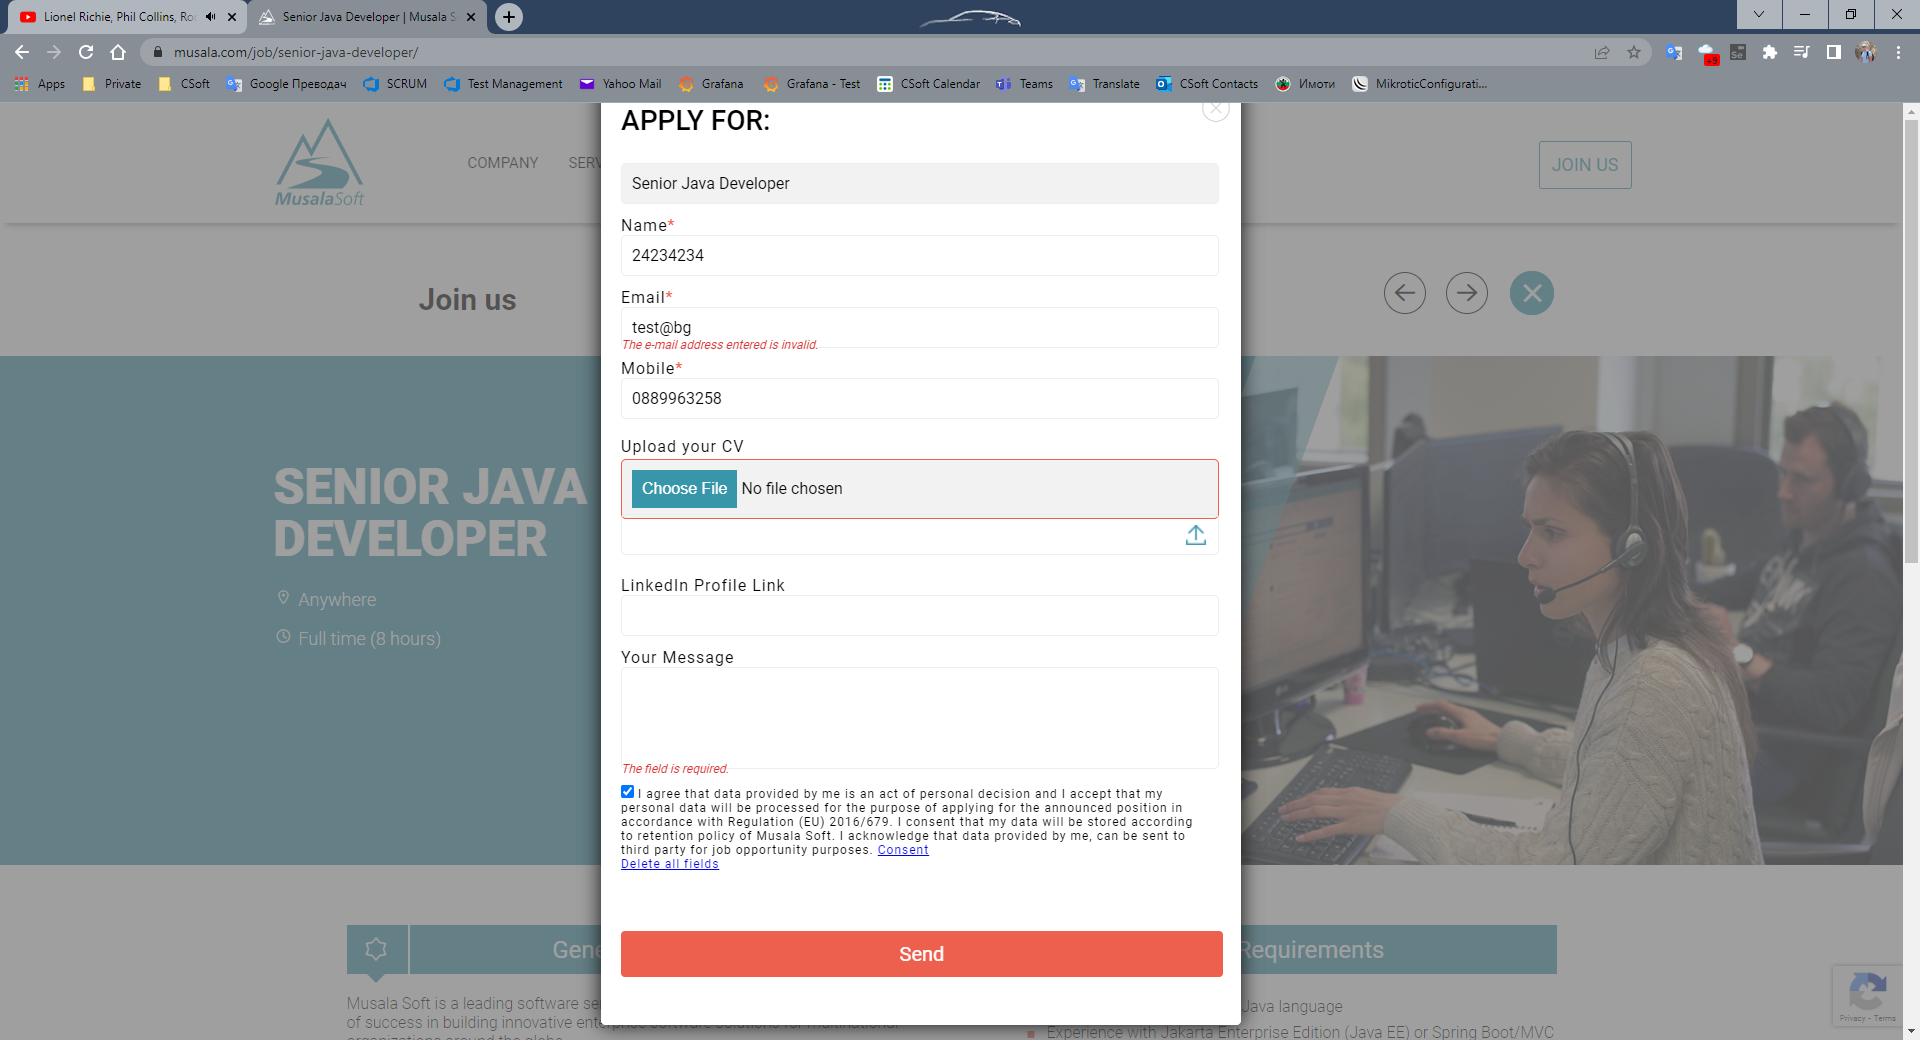 Lionel Richie, Phil Collins, Ro
Senior Java Developer | Musala S
musala.com/job/senior-java-developer/
Apps
Private
CSoft
Google Преводач
SCRUM
Test Management
Yahoo Mail
Grafana
Grafana - Test
CSoft Calendar
Teams
Translate
CSoft Contacts
Имоти
MikroticConfigurati...
MusalaSoft
COMPANY
SERV
JOIN US
Join us
SENIOR JAVA
DEVELOPER
Anywhere
Full time (8 hours)
APPLY FOR:
Senior Java Developer
Name*
24234234
Email*
test@bg
The e-mail address entered is invalid.
Mobile*
0889963258
Upload your CV
Choose File No file chosen
LinkedIn Profile Link
Your Message
The field is required.
I agree that data provided by me is an act of personal decision and I accept that my
personal data will be processed for the purpose of applying for the announced position in
accordance with Regulation (EU) 2016/679. I consent that my data will be stored according
to retention policy of Musala Soft. I acknowledge that data provided by me, can be sent to
third party for job opportunity purposes. Consent
Delete all fields
Send
Gene
Requirements
Musala Soft is a leading software se
of success in building innovative ente
Java language
Experience with Jakarta Enterprise Edition (Java EE) or Spring Boot/MVC
Privacy - Terms